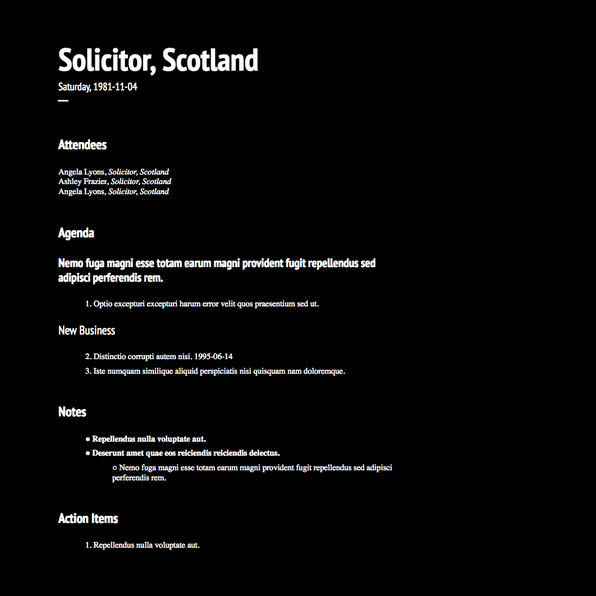 Solicitor, Scotland
Saturday, 1981-11-04
Attendees
Angela Lyons, Solicitor, Scotland
Ashley Frazier, Solicitor, Scotland
Angela Lyons, Solicitor, Scotland
Agenda
Nemo fuga magni esse totam earum magni provident fugit repellendus sed
adipisci perferendis rem.
1. Optio excepturi excepturi harum error velit quos praesentium sed ut.
New Business
2. Distinctio corrupti autem nisi. 1995-06-14
3. Iste numquam similique aliquid perspiciatis nisi quisquam nam doloremque.
Notes
● Repellendus nulla voluptate aut.
● Deserunt amet quae eos reiciendis reiciendis delectus.
○ Nemo fuga magni esse totam earum magni provident fugit repellendus sed adipisci
perferendis rem.
Action Items
1. Repellendus nulla voluptate aut.